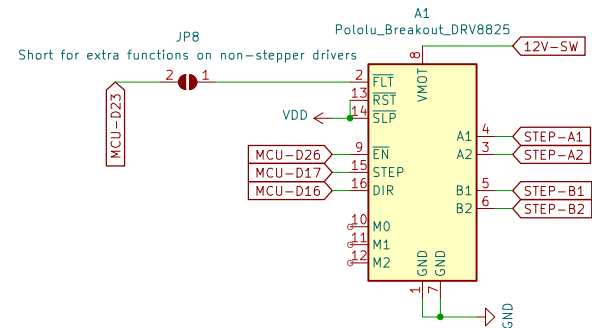 A1
Pololu_Breakout_DRV8825
JP8
Short for extra functions on non-stepper drivers
8
12V-SW
VMOT
2 1
2 FLT
13 RST
VDD
14 SLP
MCU-D23
A1 4 STEP-A1
A2 3 STEP-A2
MCU-D26 9 EN
MCU-D17 15 STEP
MCU-D16 16 DIR
B1 5 STEP-B1
B2 6 STEP-B2
10 M0
11 M1
12 M2
GND GND
1 7
GND